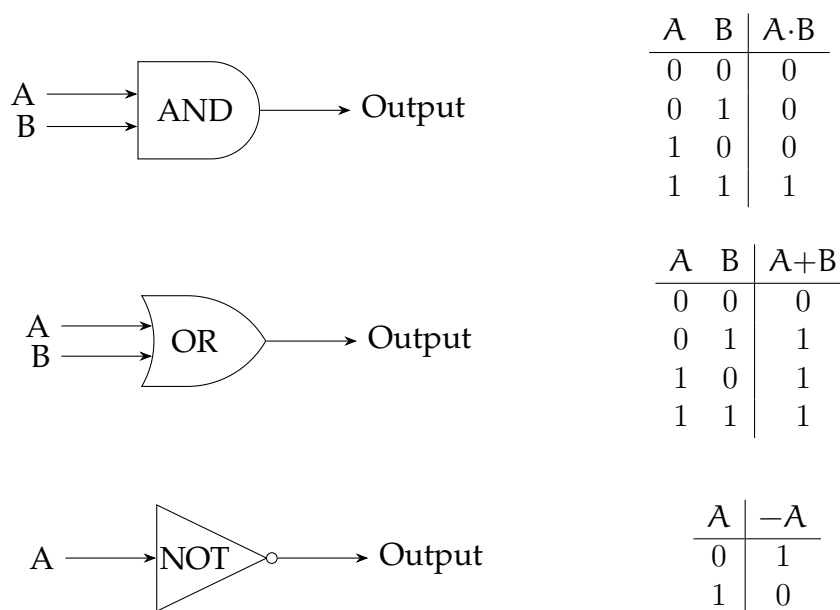 A B A·B
A AND Output
B
0 0 0
0 1 0
1 0 0
1 1 1
A B A+B
A OR Output
B
0 0 0
0 1 1
1 0 1
1 1 1
A NOT Output
A −A
0 1
1 0